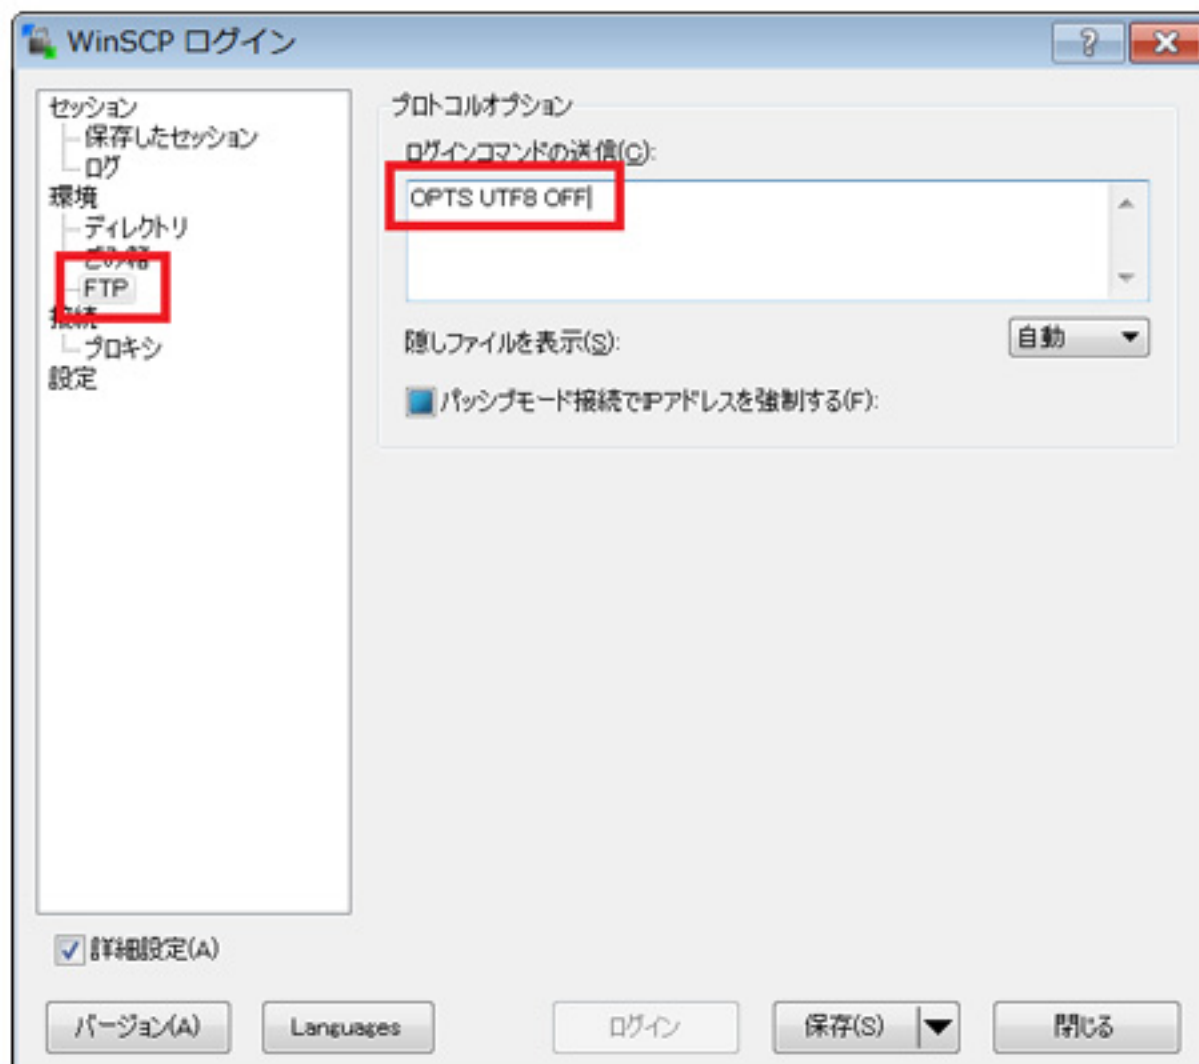 WinSCP ログイン
セッション
保存したセッション
ログ
環境
ディレクトリ
ごみ箱
FTP
接続
プロキシ
設定
プロトコルオプション
ログインコマンドの送信(C):
OPTS UTF8 OFF
隠しファイルを表示(S):
自動
パッシブモード接続でIPアドレスを強制する(F):
詳細設定(A)
バージョン(A)
Languages
ログイン
保存(S)
閉じる